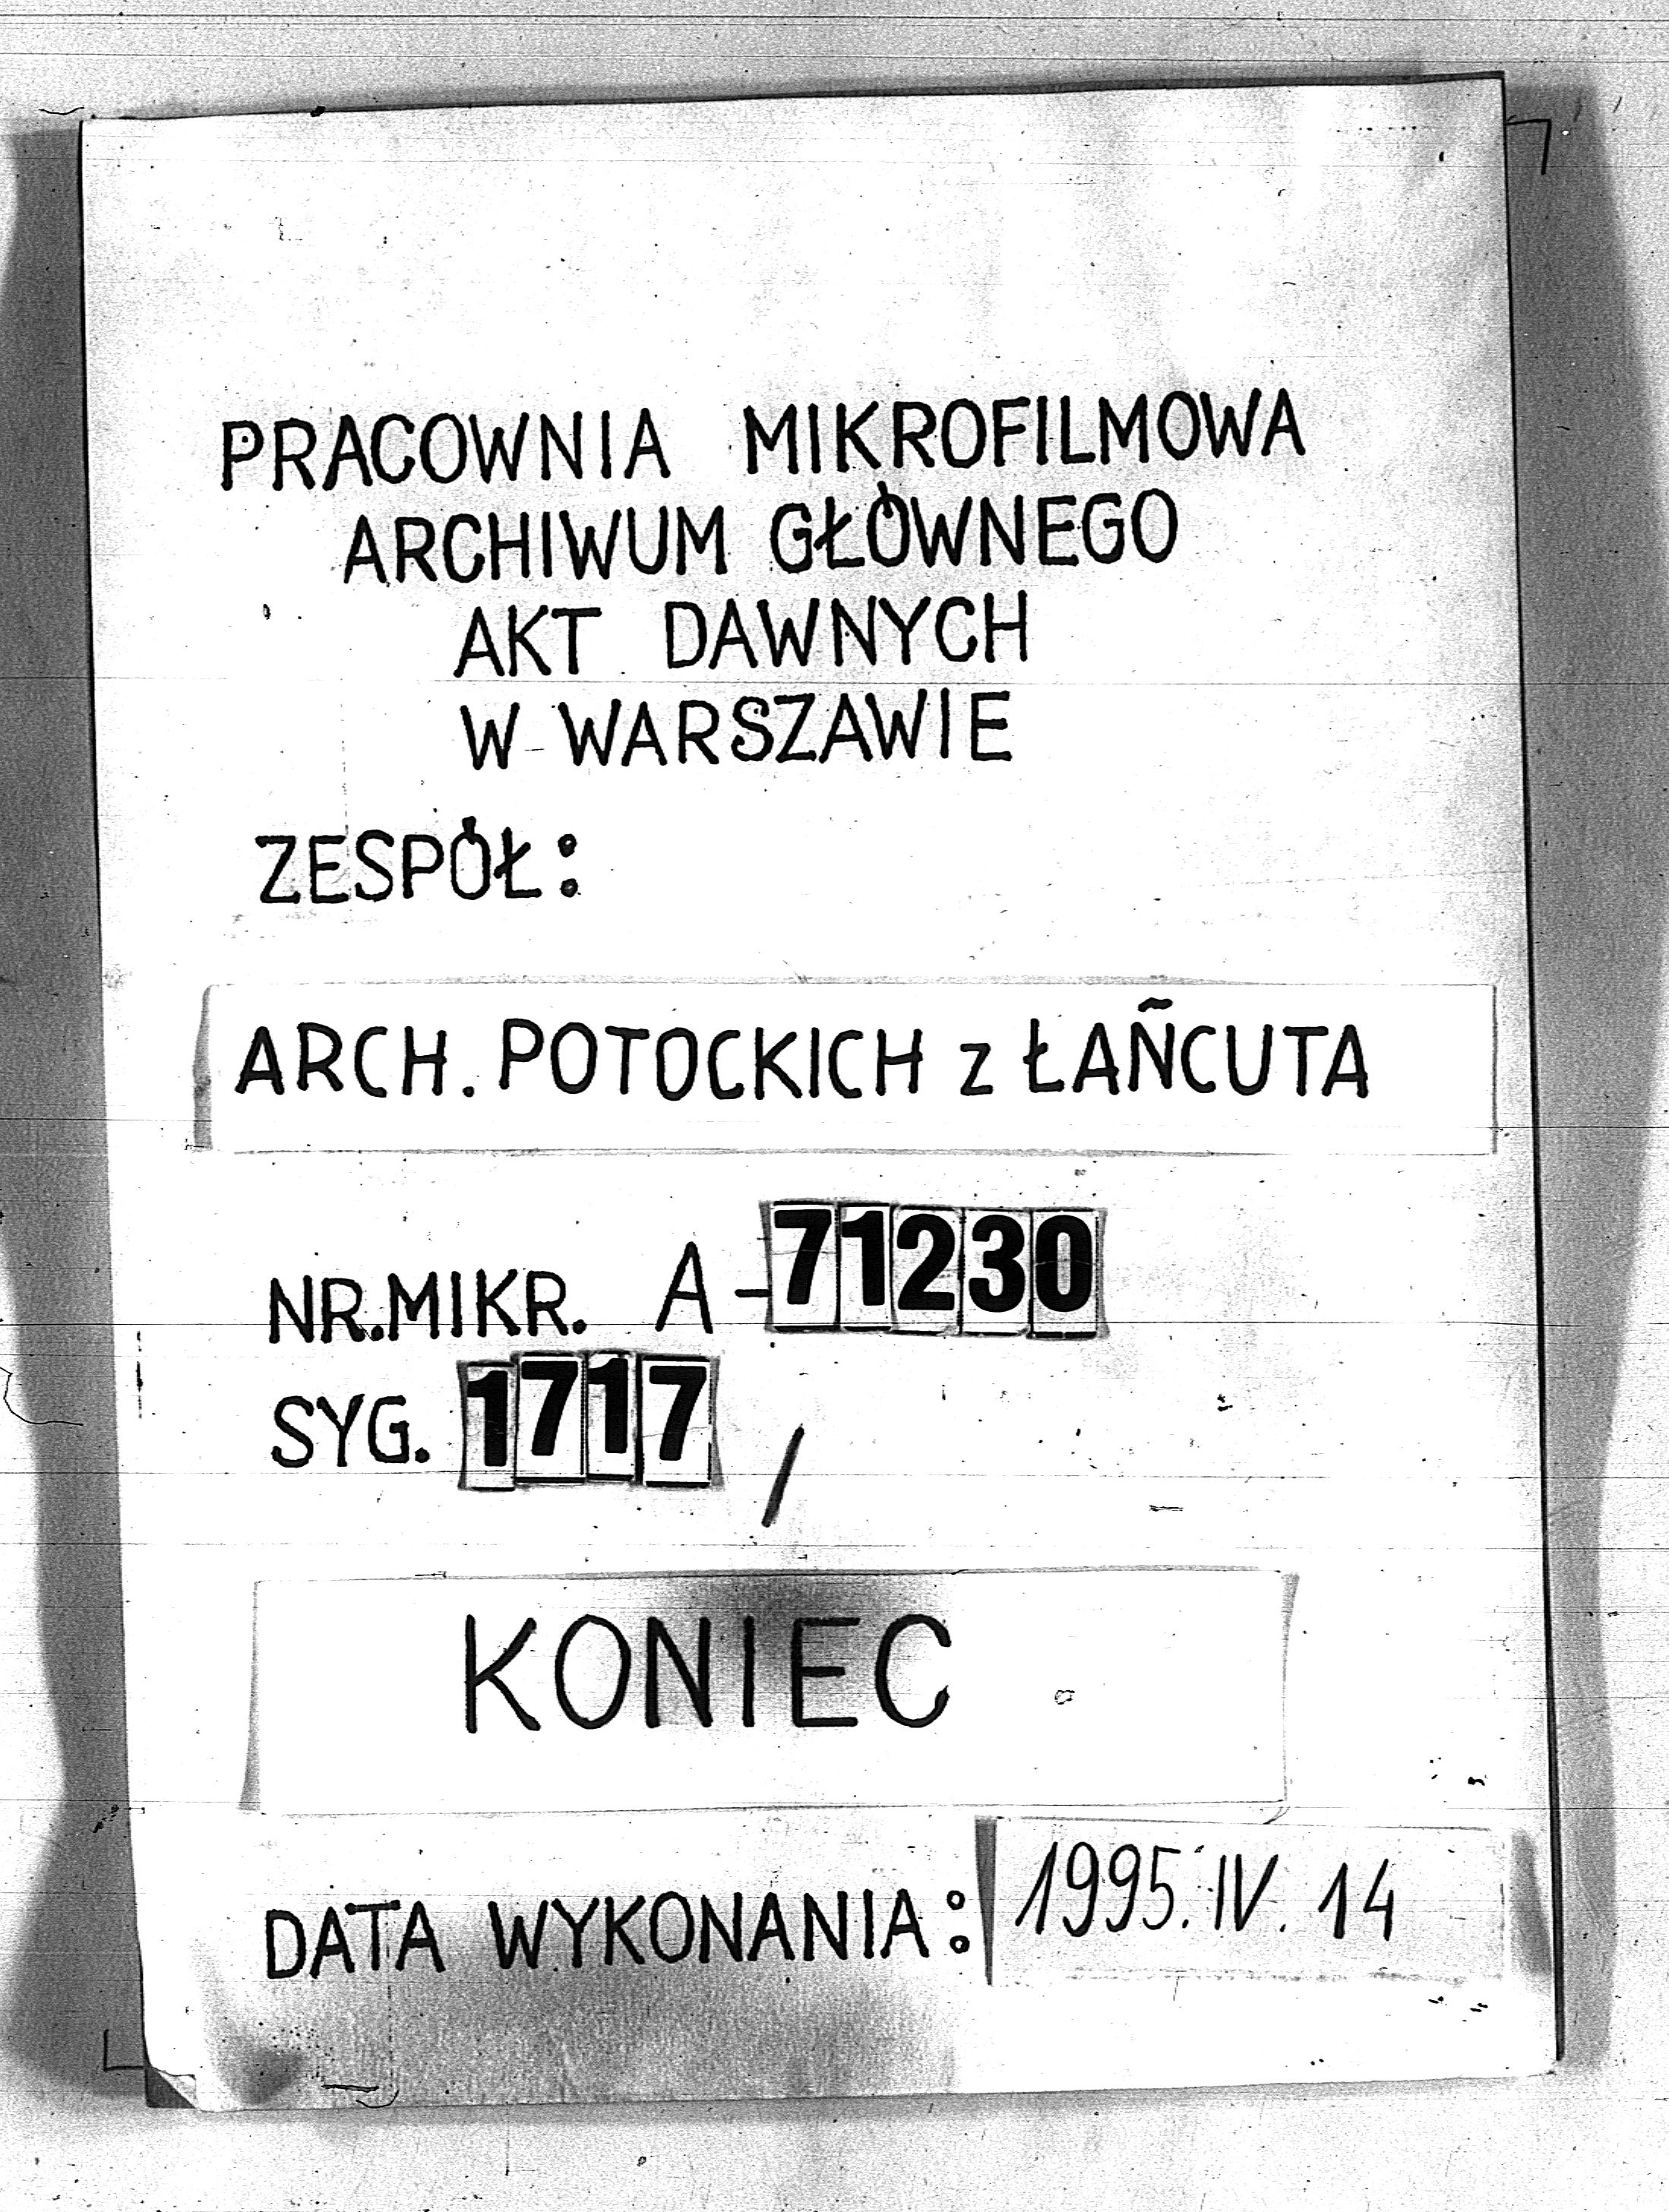 PRACOWNIA MIKROFILMOWA
ARCHIWUM GŁÓWNEGO
AKT DAWNYCH
W WARSZAWIE
ZESPÓŁ:
ARCH. POTOCKICH z ŁAÑCUTA
NR.MIKR. A-71230
SYG. 1717 /
KONIEC
DATA WYKONANIA: 1995.IV.14